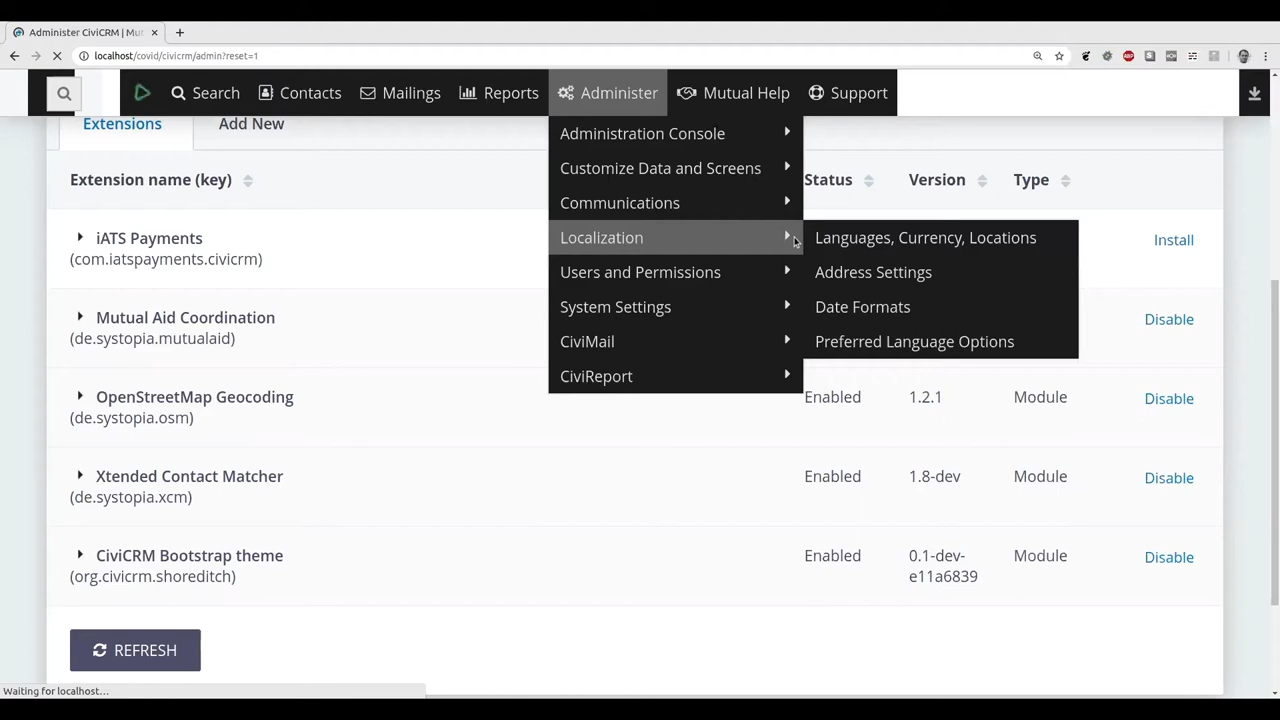 Administer CiviCRM | Mut
localhost/covid/civicrm/admin?reset=1
Search Contacts Mailings Reports Administer Mutual Help Support
Extensions Add New
Administration Console
Customize Data and Screens
Communications
Localization
Users and Permissions
System Settings
CiviMail
CiviReport
Languages, Currency, Locations
Address Settings
Date Formats
Preferred Language Options
Extension name (key) Status Version Type
iATS Payments Install
(com.iatspayments.civicrm)
Mutual Aid Coordination Disable
(de.systopia.mutualaid)
OpenStreetMap Geocoding Enabled 1.2.1 Module Disable
(de.systopia.osm)
Xtended Contact Matcher Enabled 1.8-dev Module Disable
(de.systopia.xcm)
CiviCRM Bootstrap theme Enabled 0.1-dev- Module Disable
(org.civicrm.shoreditch) e11a6839
REFRESH
Waiting for localhost...